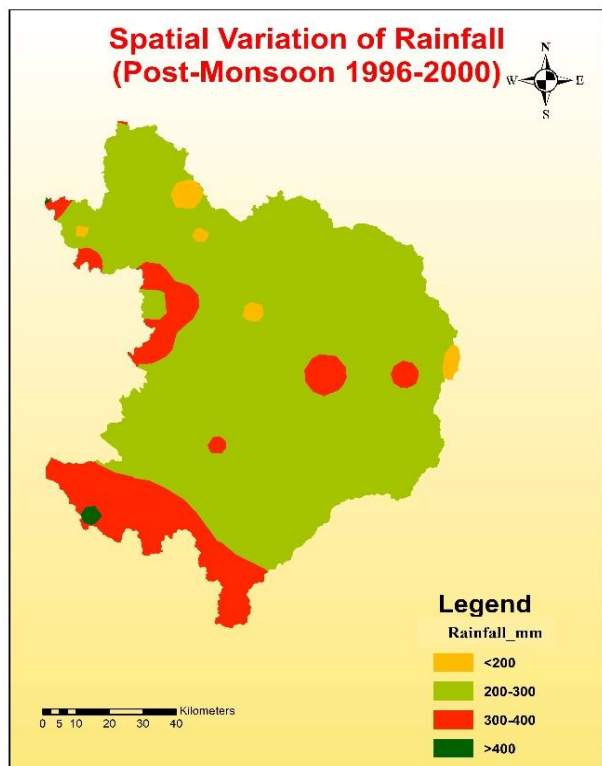 Spatial Variation of Rainfall
(Post-Monsoon 1996-2000)
N
W E
S
Legend
Rainfall_mm
<200
200-300
300-400
>400
Kilometers
0 5 10 20 30 40